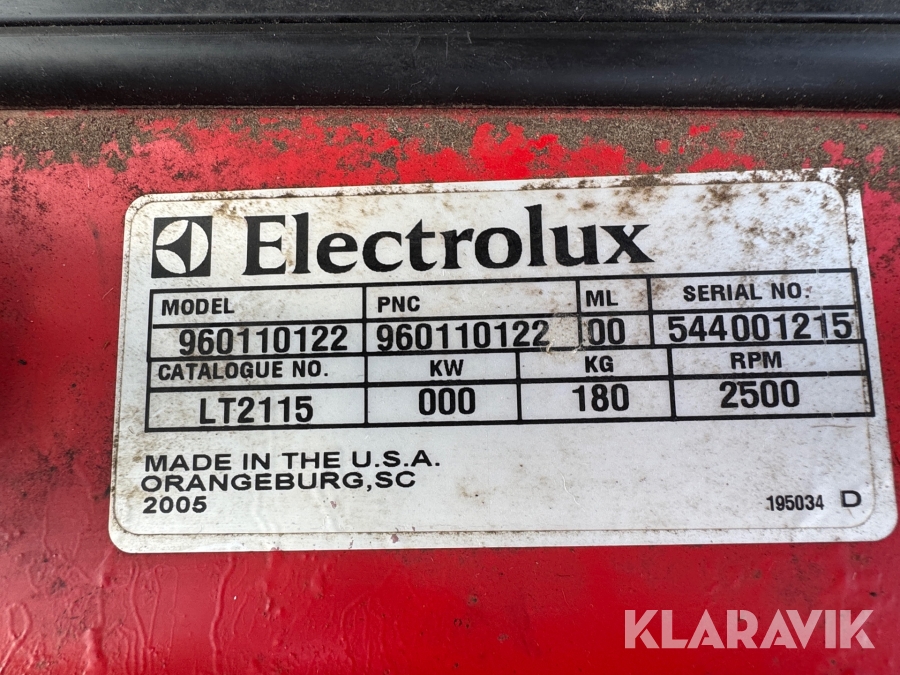 Electrolux
MODEL PNC ML SERIAL NO.
960110122 960110122 00 544001215
CATALOGUE NO. KW KG RPM
LT2115 000 180 2500
MADE IN THE U.S.A.
ORANGEBURG,SC
2005
195034 D
KLARAVIK